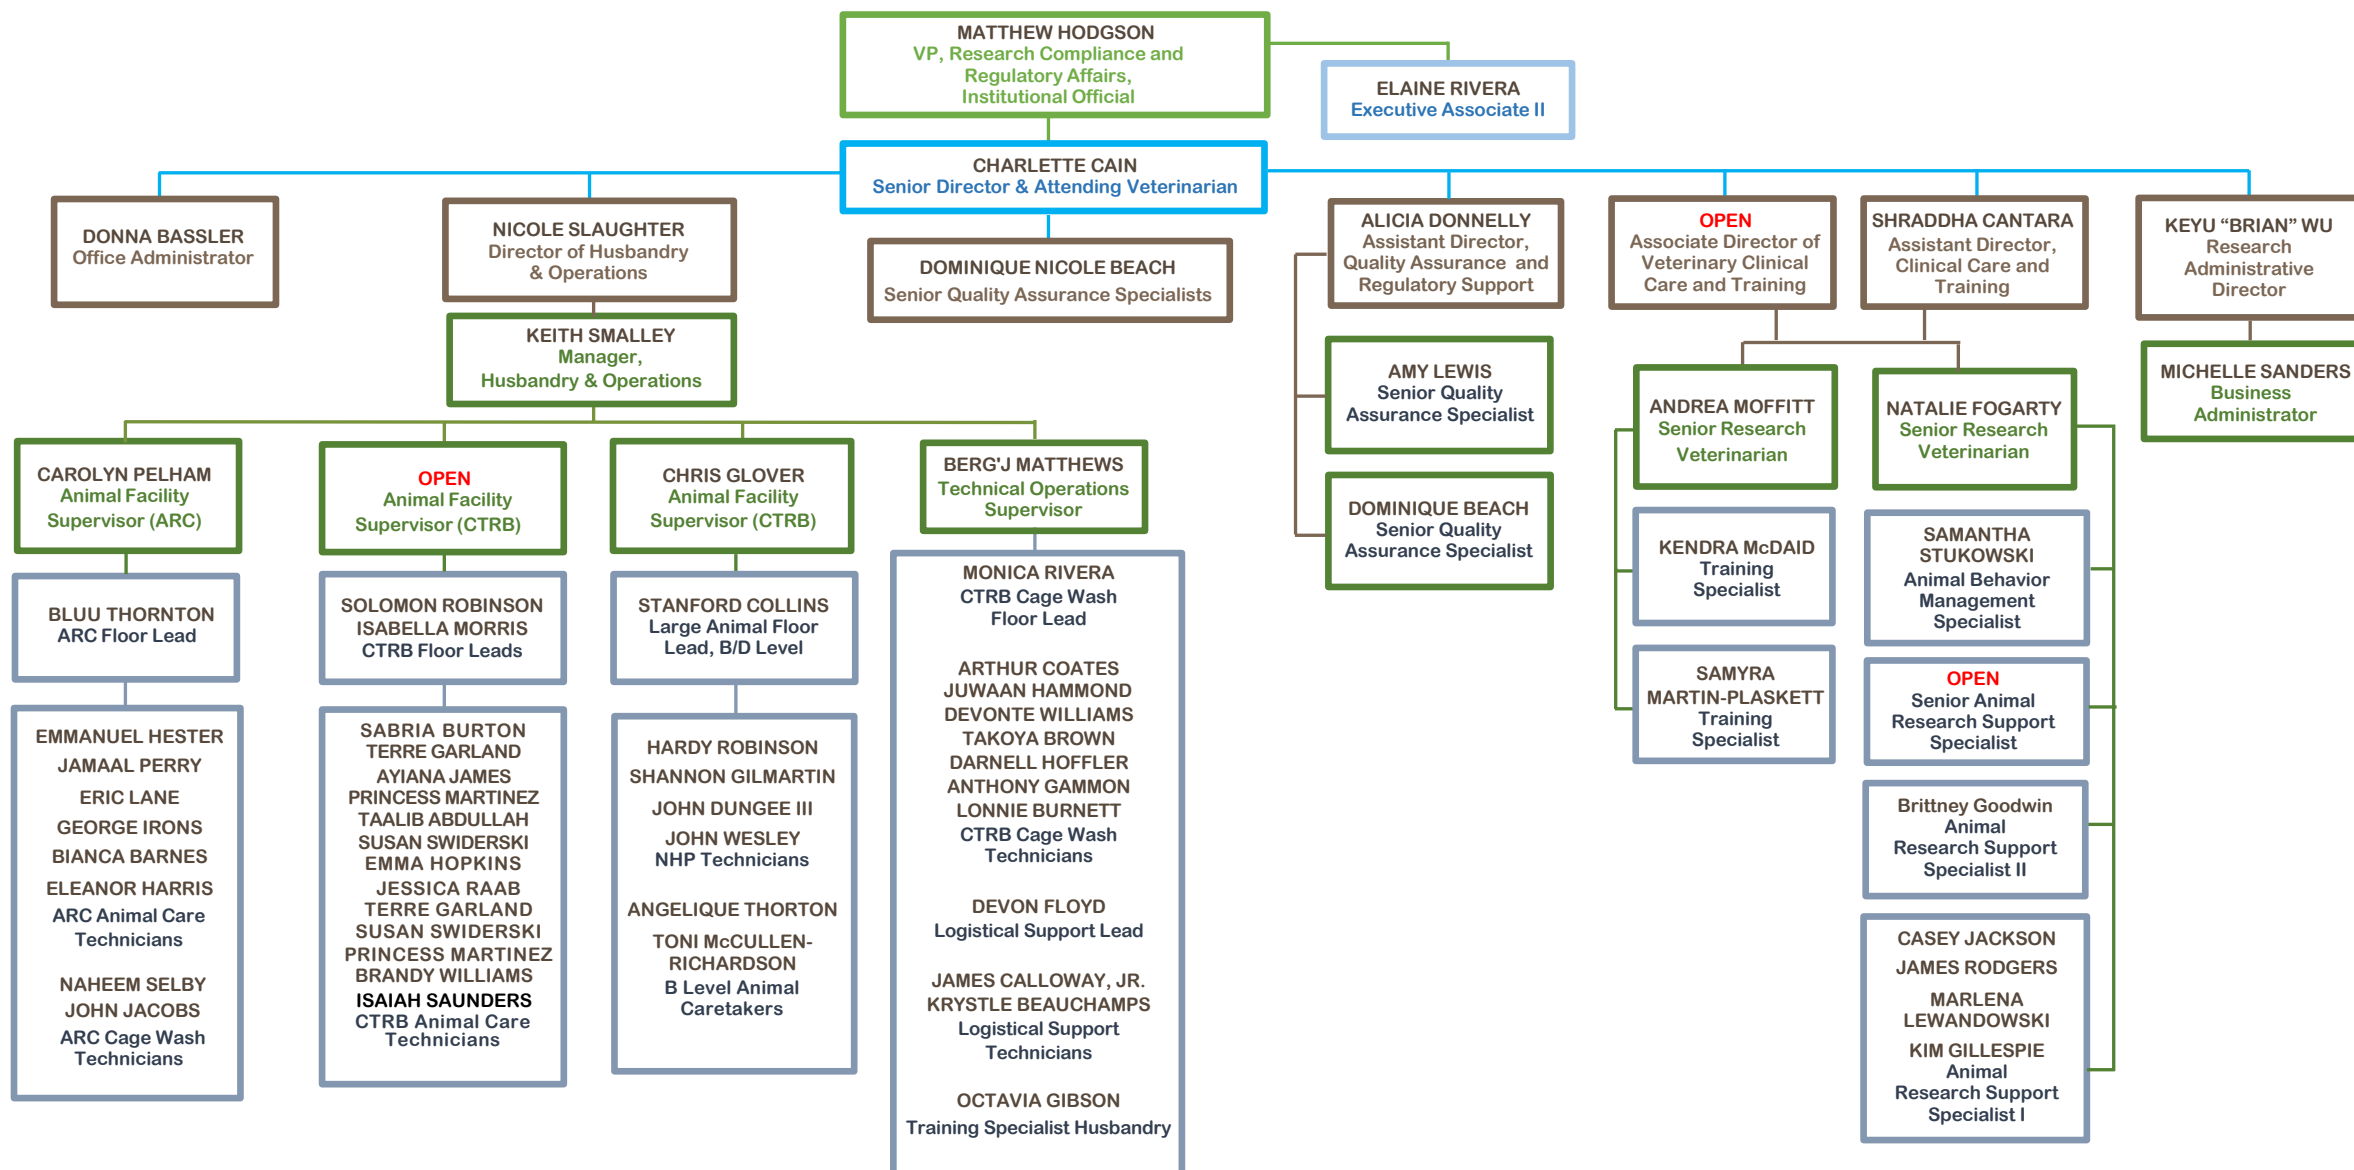 MATTHEW HODGSON
VP, Research Compliance and
Regulatory Affairs,
Institutional Official
ELAINE RIVERA
Executive Associate II
CHARLETTE CAIN
Senior Director & Attending Veterinarian
DONNA BASSLER
Office Administrator
NICOLE SLAUGHTER
Director of Husbandry
& Operations
DOMINIQUE NICOLE BEACH
Senior Quality Assurance Specialists
ALICIA DONNELLY
Assistant Director,
Quality Assurance and
Regulatory Support
OPEN
Associate Director of
Veterinary Clinical
Care and Training
SHRADDHA CANTARA
Assistant Director,
Clinical Care and
Training
KEYU “BRIAN” WU
Research
Administrative
Director
KEITH SMALLEY
Manager,
Husbandry & Operations
AMY LEWIS
Senior Quality
Assurance Specialist
DOMINIQUE BEACH
Senior Quality
Assurance Specialist
ANDREA MOFFITT
Senior Research
Veterinarian
NATALIE FOGARTY
Senior Research
Veterinarian
MICHELLE SANDERS
Business
Administrator
CAROLYN PELHAM
Animal Facility
Supervisor (ARC)
OPEN
Animal Facility
Supervisor (CTRB)
CHRIS GLOVER
Animal Facility
Supervisor (CTRB)
BERG'J MATTHEWS
Technical Operations
Supervisor
BLUU THORNTON
ARC Floor Lead
SOLOMON ROBINSON
ISABELLA MORRIS
CTRB Floor Leads
STANFORD COLLINS
Large Animal Floor
Lead, B/D Level
EMMANUEL HESTER
JAMAAL PERRY
ERIC LANE
GEORGE IRONS
BIANCA BARNES
ELEANOR HARRIS
ARC Animal Care
Technicians
NAHEEM SELBY
JOHN JACOBS
ARC Cage Wash
Technicians
SABRIA BURTON
TERRE GARLAND
AYIANA JAMES
PRINCESS MARTINEZ
TAALIB ABDULLAH
SUSAN SWIDERSKI
EMMA HOPKINS
JESSICA RAAB
TERRE GARLAND
SUSAN SWIDERSKI
PRINCESS MARTINEZ
BRANDY WILLIAMS
ISAIAH SAUNDERS
CTRB Animal Care
Technicians
HARDY ROBINSON
SHANNON GILMARTIN
JOHN DUNGEE III
JOHN WESLEY
NHP Technicians
ANGELIQUE THORTON
TONI McCULLEN-
RICHARDSON
B Level Animal
Caretakers
MONICA RIVERA
CTRB Cage Wash
Floor Lead
ARTHUR COATES
JUWAAN HAMMOND
DEVONTE WILLIAMS
TAKOYA BROWN
DARNELL HOFFLER
ANTHONY GAMMON
LONNIE BURNETT
CTRB Cage Wash
Technicians
DEVON FLOYD
Logistical Support Lead
JAMES CALLOWAY, JR.
KRYSTLE BEAUCHAMPS
Logistical Support
Technicians
OCTAVIA GIBSON
Training Specialist Husbandry
KENDRA McDAID
Training
Specialist
SAMYRA
MARTIN-PLASKETT
Training
Specialist
SAMANTHA
STUKOWSKI
Animal Behavior
Management
Specialist
OPEN
Senior Animal
Research Support
Specialist
Brittney Goodwin
Animal
Research Support
Specialist II
CASEY JACKSON
JAMES RODGERS
MARLENA
LEWANDOWSKI
KIM GILLESPIE
Animal
Research Support
Specialist I